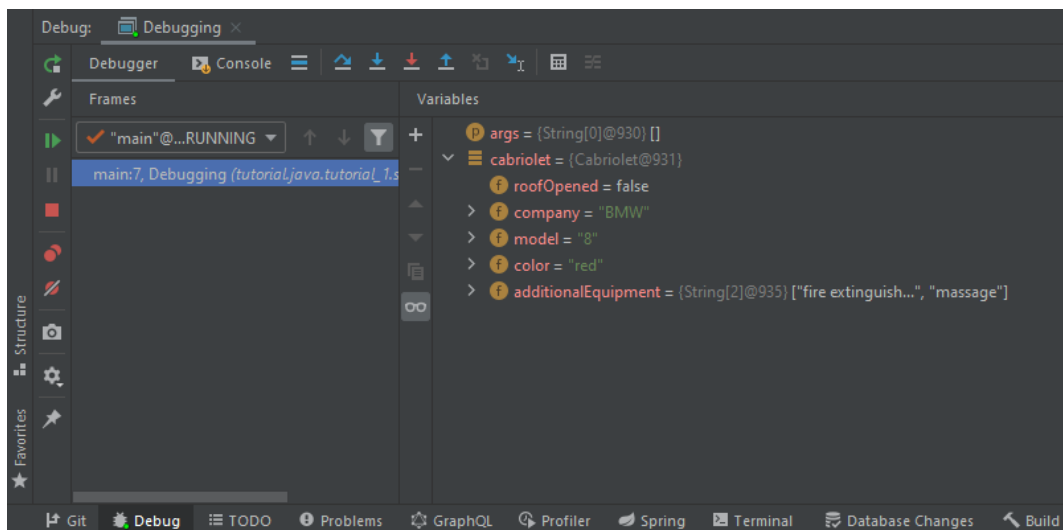 Debug: Debugging
Debugger Console
Frames
Variables
"main"@...RUNNING
main:7, Debugging (tutorial.java.tutorial_1.s
args = {String[0]@930} []
cabriolet = {Cabriolet@931}
roofOpened = false
company = "BMW"
model = "8"
color = "red"
additionalEquipment = {String[2]@935} ["fire extinguish...", "massage"]
Structure
Favorites
Git Debug TODO Problems GraphQL Profiler Spring Terminal Database Changes Build